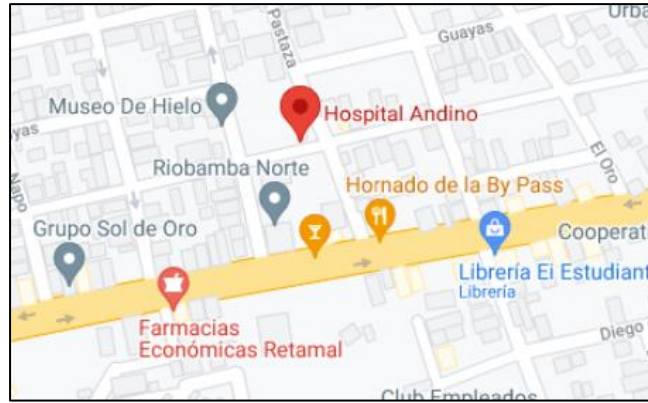 Urba
Pastaza
Guayas
Museo De Hielo
Hospital Andino
yas
Napo
Riobamba Norte
El Oro
Hornado de la By Pass
Grupo Sol de Oro
Cooperat
Librería Ei Estudiant
Librería
Farmacias
Económicas Retamal
Diego
Club Empleados